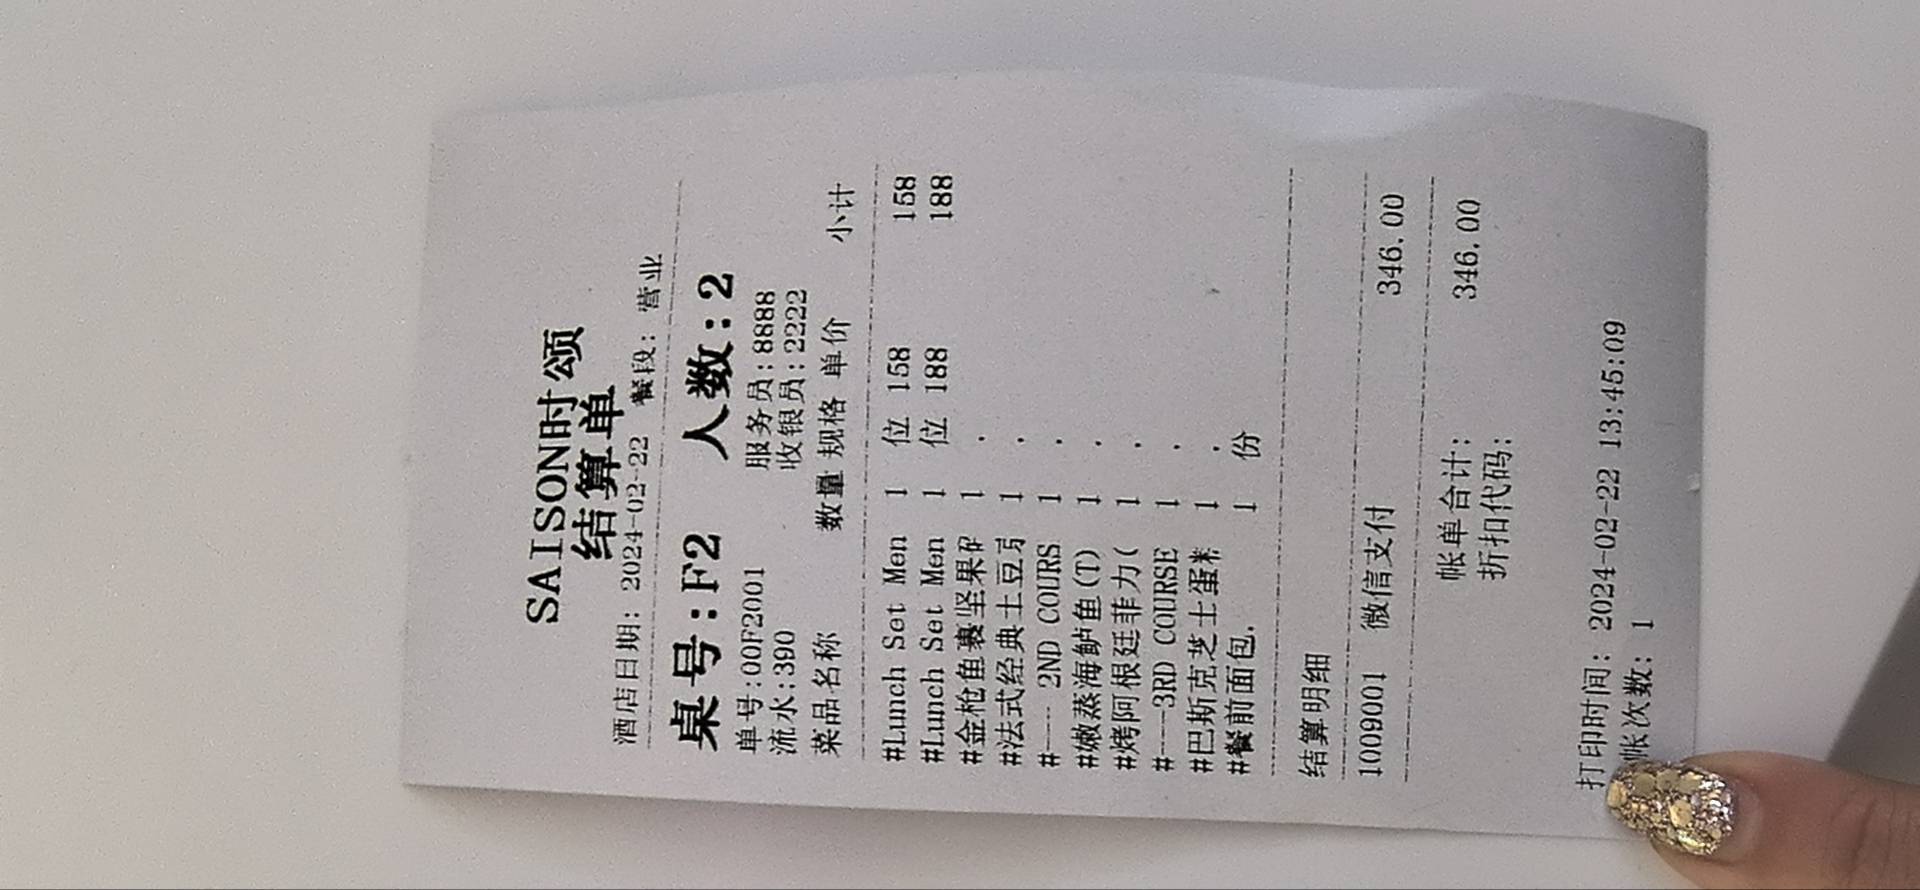 SAISON时颂
结算单
酒店日期: 2024-02-22 餐段: 营业
桌号:F2 人数:2
单号:00F2001 服务员:8888
流水:390 收银员:2222
菜品名称 数量 规格 单价 小计
#Lunch Set Men 1 位 158 158
#Lunch Set Men 1 位 188 188
#金枪鱼裹坚果碎 1 .
#法式经典土豆 1 .
#---- 2ND COURS 1 .
#嫩蒸海鲈鱼(T) 1 .
#烤阿根廷菲力( 1 .
#----3RD COURSE 1 .
#巴斯克芝士蛋糕 1 .
#餐前面包. 1 份
结算明细
1009001 微信支付 346.00
帐单合计: 346.00
折扣代码:
打印时间: 2024-02-22 13:45:09
帐次数: 1